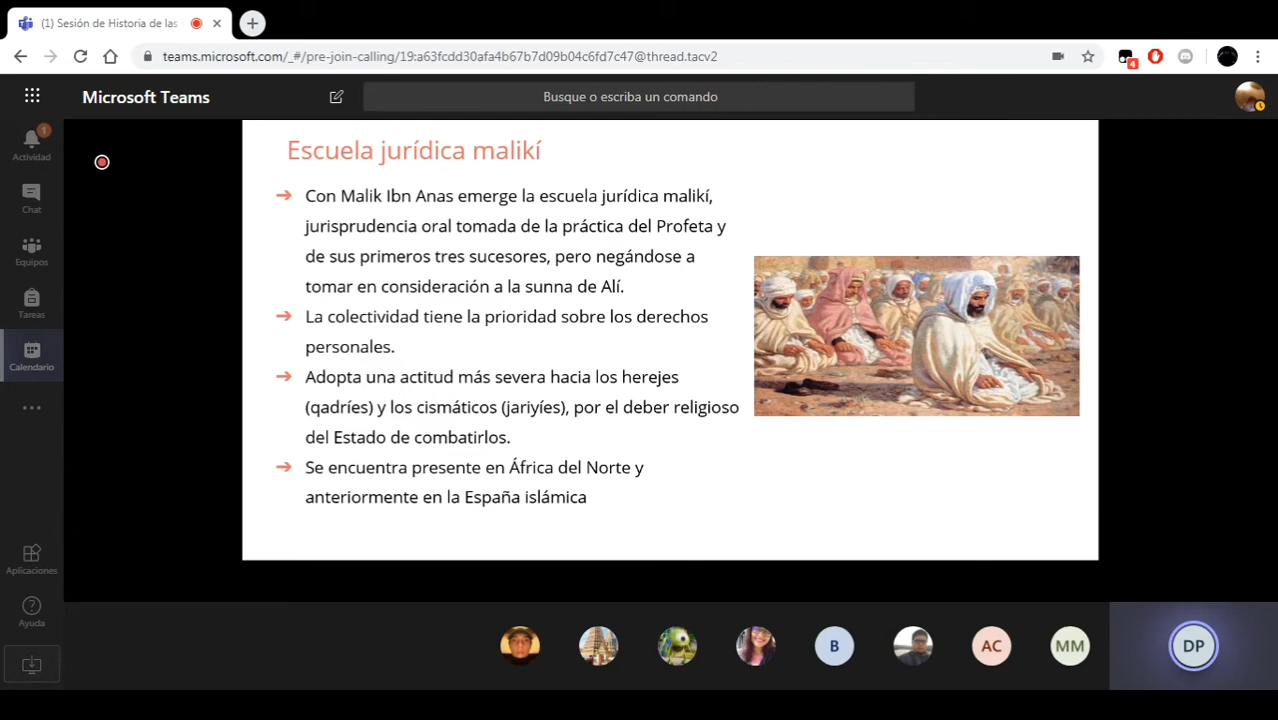 (1) Sesión de Historia de las
teams.microsoft.com/_#/pre-join-calling/19:a63fcdd30afa4b67b7d09b04c6fd7c47@thread.tacv2
4
Microsoft Teams
Busque o escriba un comando
1
Actividad
Chat
Equipos
Tareas
Calendario
Aplicaciones
Ayuda
Escuela jurídica malikí
Con Malik Ibn Anas emerge la escuela jurídica malikí,
jurisprudencia oral tomada de la práctica del Profeta y
de sus primeros tres sucesores, pero negándose a
tomar en consideración a la sunna de Alí.
La colectividad tiene la prioridad sobre los derechos
personales.
Adopta una actitud más severa hacia los herejes
(qadríes) y los cismáticos (jariyíes), por el deber religioso
del Estado de combatirlos.
Se encuentra presente en África del Norte y
anteriormente en la España islámica
B
AC
MM
DP